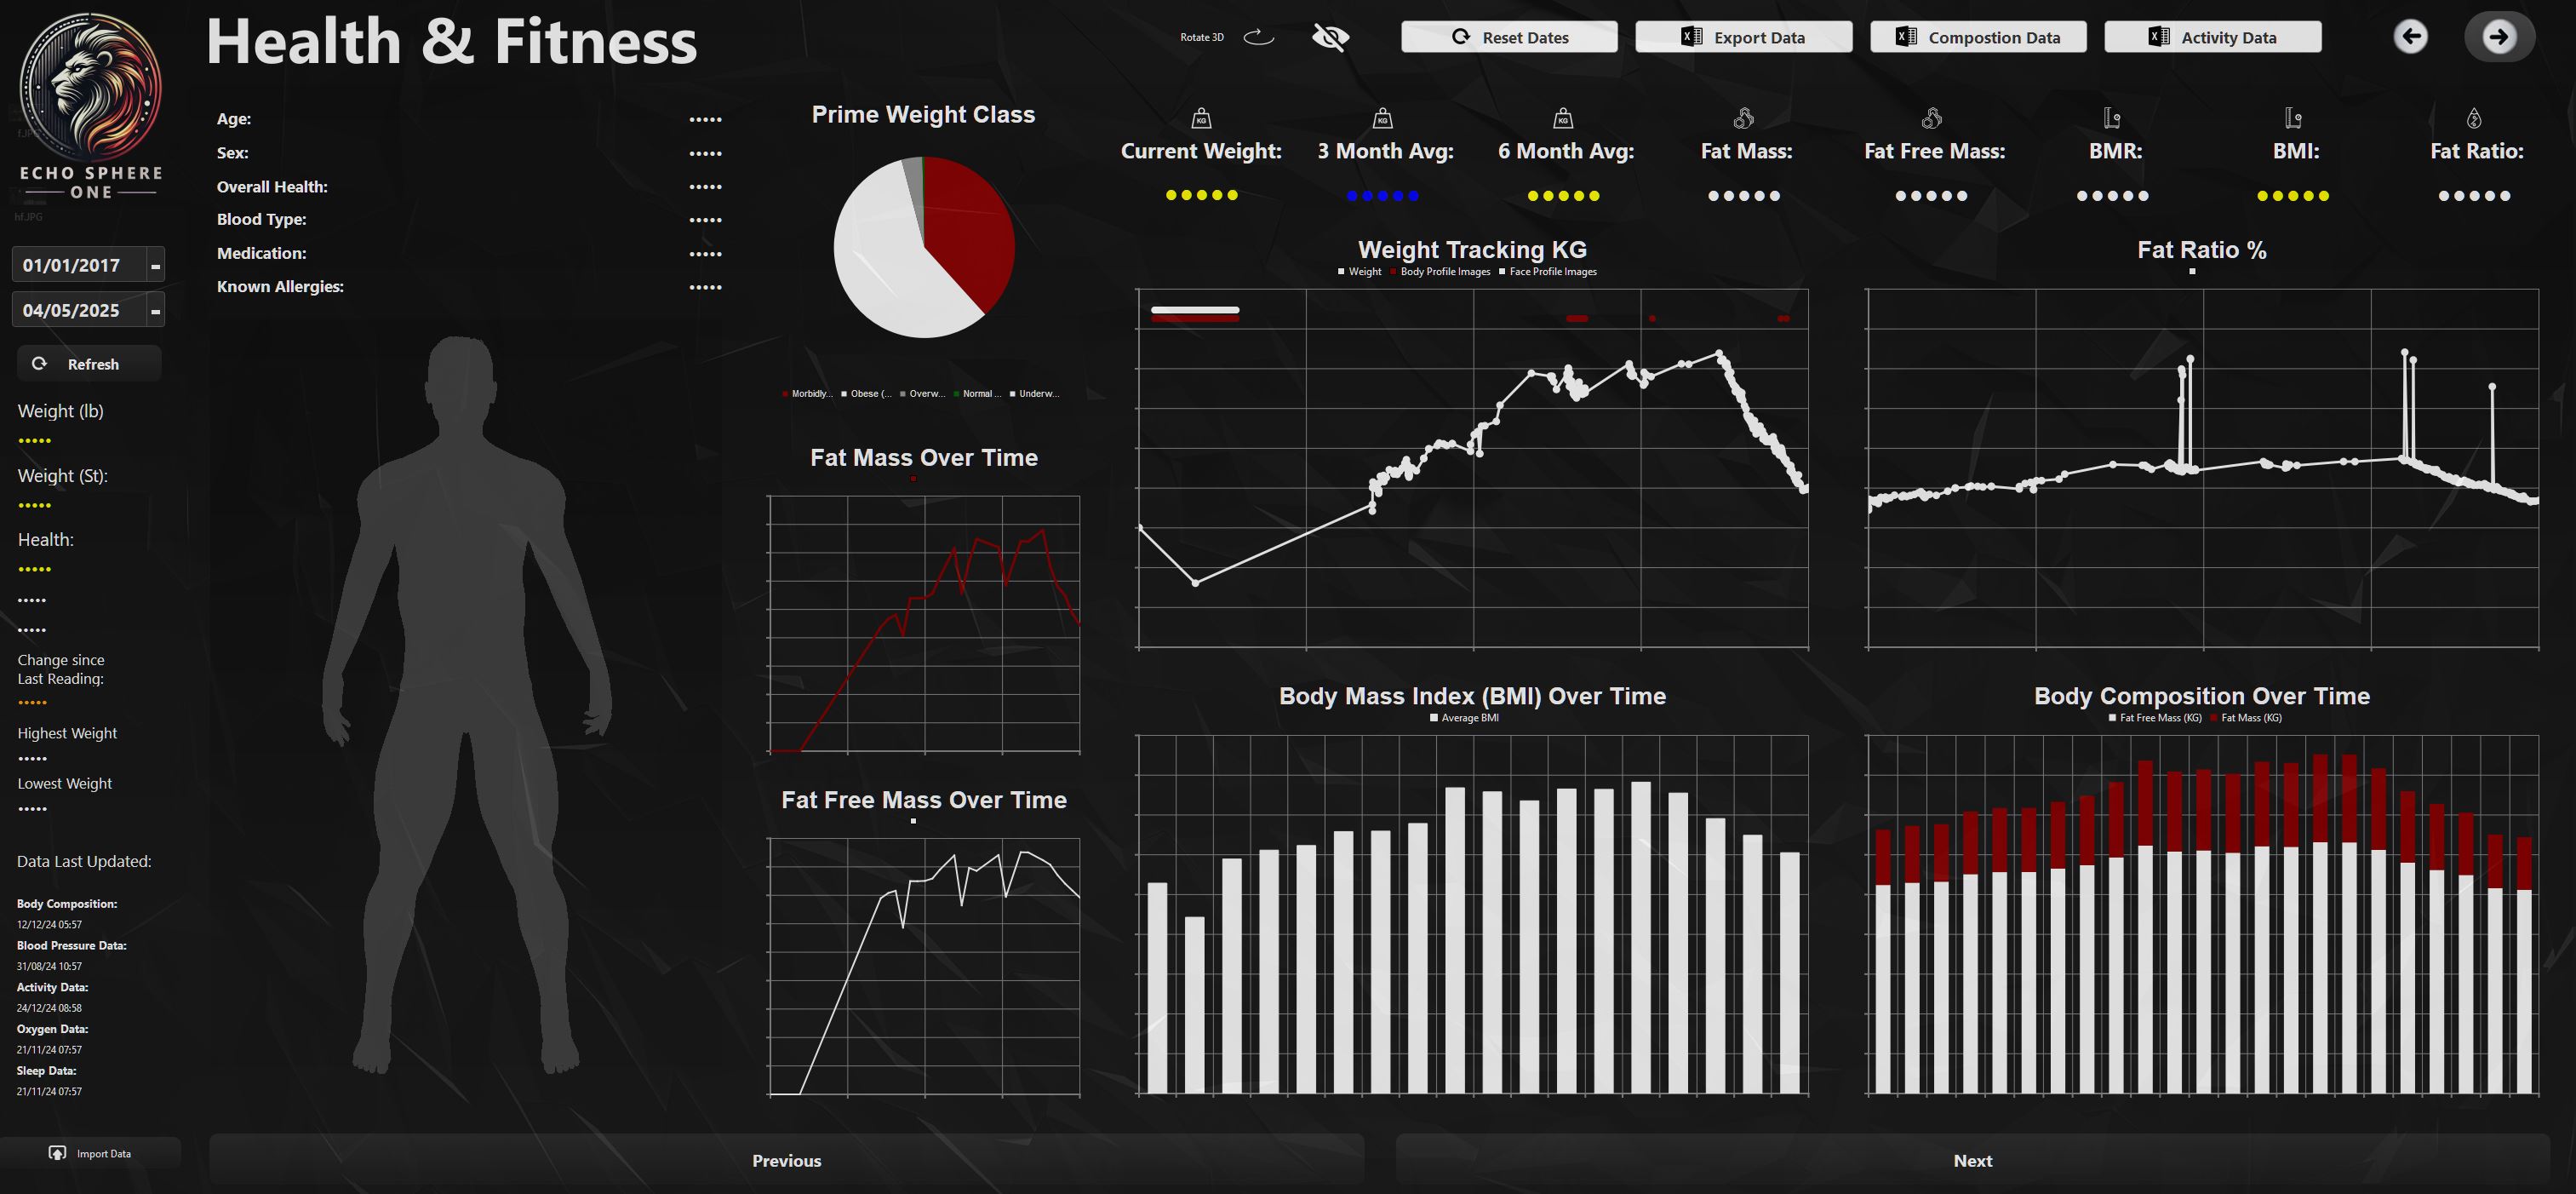 Health & Fitness
Rotate 3D
Reset Dates
Export Data
Compostion Data
Activity Data
ECHO SPHERE
ONE
f.JPG
hf.JPG
01/01/2017
04/05/2025
Refresh
Weight (lb)
•••••
Weight (St):
•••••
Health:
•••••
•••••
•••••
Change since
Last Reading:
•••••
Highest Weight
•••••
Lowest Weight
•••••
Data Last Updated:
Body Composition:
12/12/24 05:57
Blood Pressure Data:
31/08/24 10:57
Activity Data:
24/12/24 08:58
Oxygen Data:
21/11/24 07:57
Sleep Data:
21/11/24 07:57
Import Data
Age: •••••
Sex: •••••
Overall Health: •••••
Blood Type: •••••
Medication: •••••
Known Allergies: •••••
Prime Weight Class
Morbidly... Obese (... Overw... Normal ... Underw...
Fat Mass Over Time
Fat Free Mass Over Time
KG KG KG
Current Weight: 3 Month Avg: 6 Month Avg: Fat Mass: Fat Free Mass: BMR: BMI: Fat Ratio:
••••• ••••• ••••• ••••• ••••• ••••• ••••• •••••
Weight Tracking KG
Weight Body Profile Images Face Profile Images
Fat Ratio %
Body Mass Index (BMI) Over Time
Average BMI
Body Composition Over Time
Fat Free Mass (KG) Fat Mass (KG)
Previous
Next